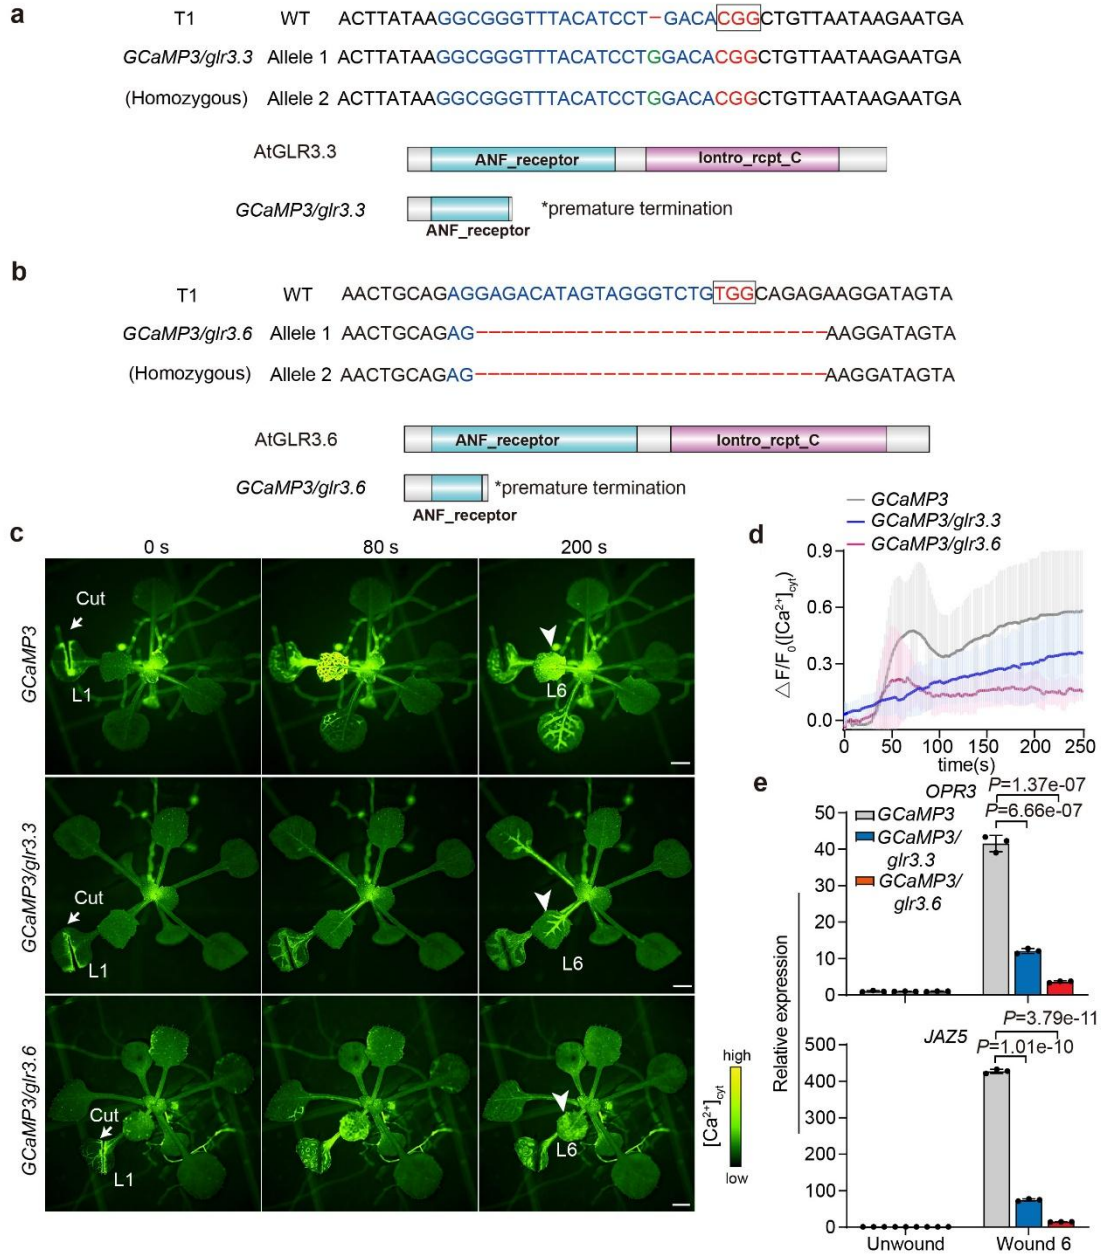 a
T1 WT ACTTATAAGGCGGGTTTACATCCT-GACACGGCTGTTAATAAGAATGA
GCaMP3/glr3.3 Allele 1 ACTTATAAGGCGGGTTTACATCCTGGACACGGCTGTTAATAAGAATGA
(Homozygous) Allele 2 ACTTATAAGGCGGGTTTACATCCTGGACACGGCTGTTAATAAGAATGA
AtGLR3.3 ANF_receptor Iontro_rcpt_C
GCaMP3/glr3.3 *premature termination
ANF_receptor
b
T1 WT AACTGCAGAGGAGACATAGTAGGGTCTGTGGCAGAGAAGGATAGTA
GCaMP3/glr3.6 Allele 1 AACTGCAGAG--------------------------AAGGATAGTA
(Homozygous) Allele 2 AACTGCAGAG--------------------------AAGGATAGTA
AtGLR3.6 ANF_receptor Iontro_rcpt_C
GCaMP3/glr3.6 *premature termination
ANF_receptor
c
0 s 80 s 200 s
GCaMP3
Cut
L1
L6
GCaMP3/glr3.3
Cut
L1
L6
GCaMP3/glr3.6
Cut
L1
L6
high
[Ca²⁺]cyt
low
d
GCaMP3
GCaMP3/glr3.3
GCaMP3/glr3.6
△F/F₀([Ca²⁺]cyt)
0.9
0.6
0.3
0.0
0 50 100 150 200 250
time(s)
e
OPR3
P=1.37e-07
P=6.66e-07
GCaMP3
GCaMP3/
glr3.3
GCaMP3/
glr3.6
50
40
30
20
10
0
Relative expression
JAZ5
P=3.79e-11
P=1.01e-10
500
400
300
200
100
0
Unwound Wound 6